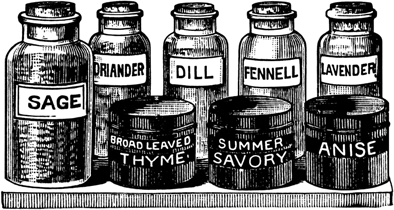 SAGE
ORIANDER
DILL
FENNELL
LAVENDER
BROAD LEAVED
THYME.
SUMMER
SAVORY.
ANISE